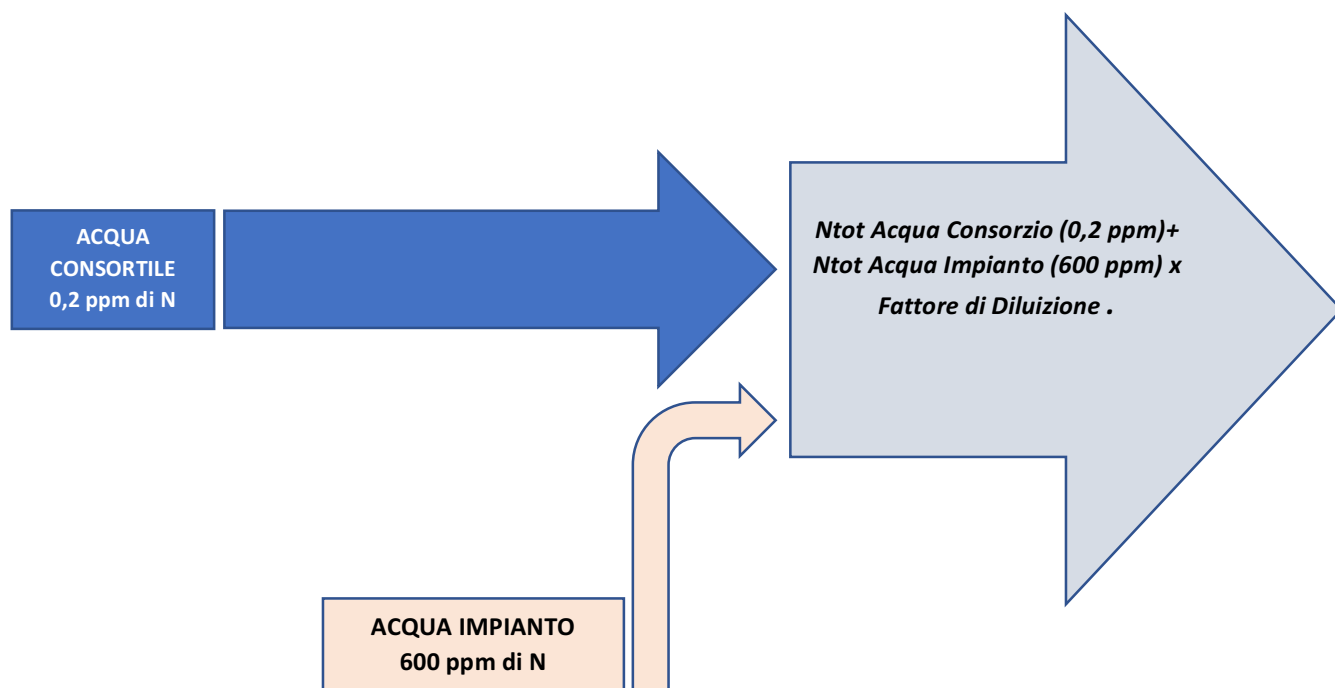 ACQUA
CONSORTILE
0,2 ppm di N
Ntot Acqua Consorzio (0,2 ppm)+
Ntot Acqua Impianto (600 ppm) x
Fattore di Diluizione .
ACQUA IMPIANTO
600 ppm di N